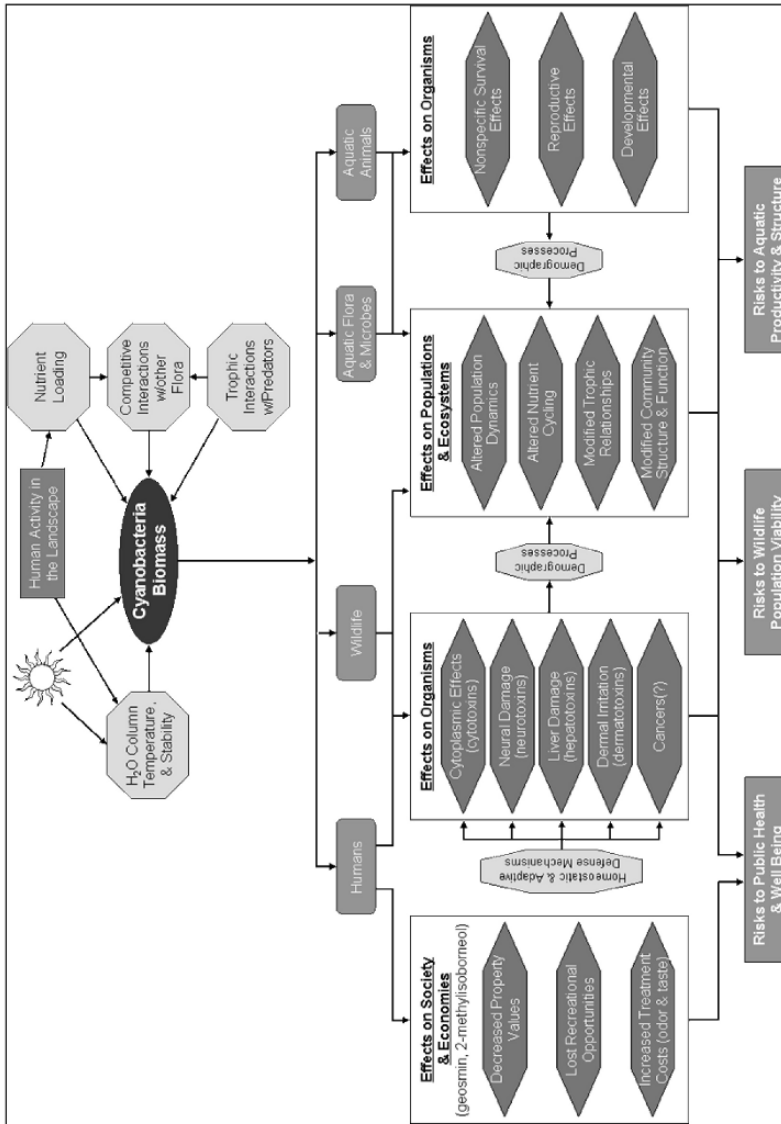 Human Activity in
the Landscape
Nutrient
Loading
H₂O Column
Temperature,
& Stability
Cyanobacteria
Biomass
Competitive
Interactions
w/other
Flora
Trophic
Interactions
w/Predators
Humans
Wildlife
Aquatic Flora
& Microbes
Aquatic
Animals
Effects on Society
& Economies
(geosmin, 2-methylisoborneol)
Decreased Property
Values
Lost Recreational
Opportunities
Increased Treatment
Costs (odor & taste)
Homeostatic & Adaptive
Defense Mechanisms
Effects on Organisms
Cytoplasmic Effects
(cytotoxins)
Neural Damage
(neurotoxins)
Liver Damage
(hepatotoxins)
Dermal Irritation
(dermatotoxins)
Cancers(?)
Demographic
Processes
Effects on Populations
& Ecosystems
Altered Population
Dynamics
Altered Nutrient
Cycling
Modified Trophic
Relationships
Modified Community
Structure & Function
Demographic
Processes
Effects on Organisms
Nonspecific Survival
Effects
Reproductive
Effects
Developmental
Effects
Risks to Public Health
& Well Being
Risks to Wildlife
Population Viability
Risks to Aquatic
Productivity & Structure